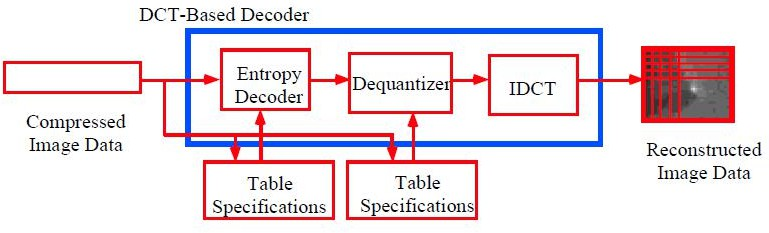 DCT-Based Decoder
Entropy
Decoder
Dequantizer
IDCT
Compressed
Image Data
Table
Specifications
Table
Specifications
Reconstructed
Image Data